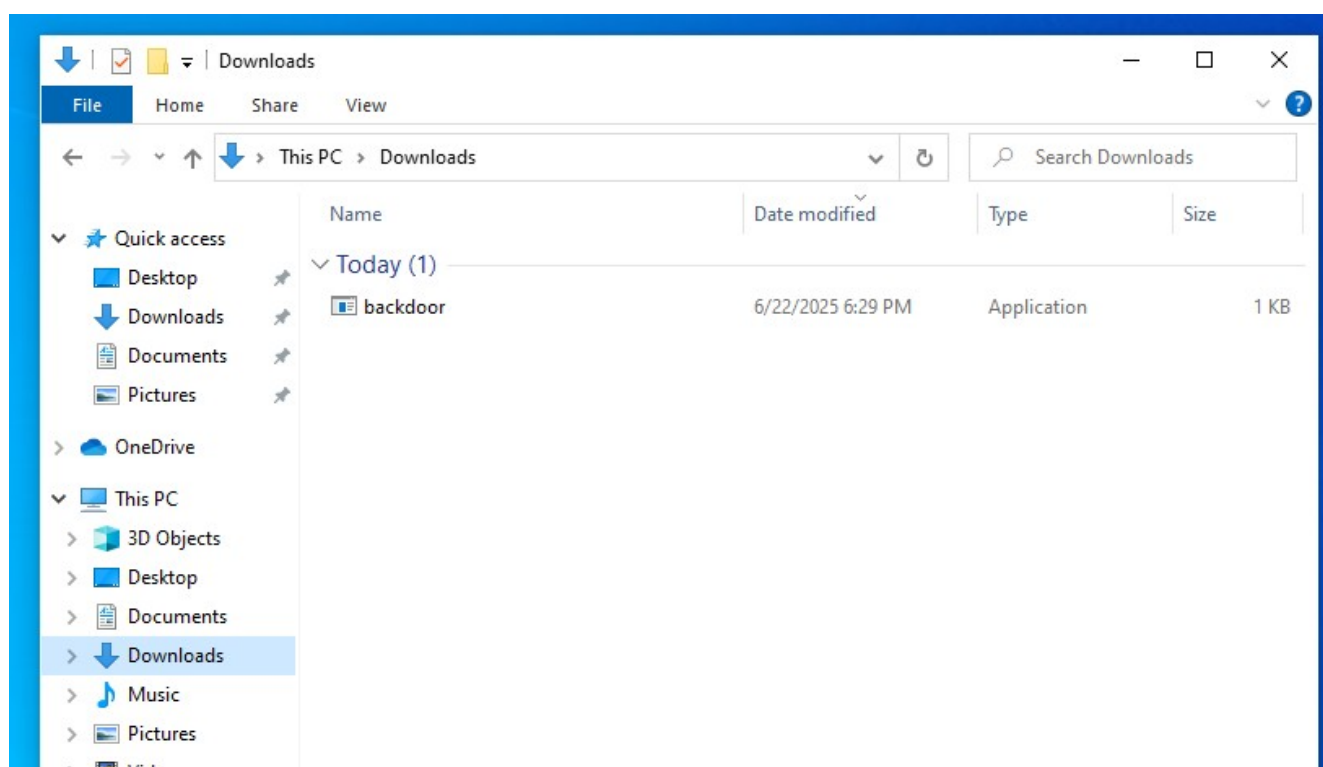 Downloads
File Home Share View
This PC > Downloads
Search Downloads
Name Date modified Type Size
Quick access
Today (1)
Desktop
backdoor 6/22/2025 6:29 PM Application 1 KB
Downloads
Documents
Pictures
OneDrive
This PC
3D Objects
Desktop
Documents
Downloads
Music
Pictures